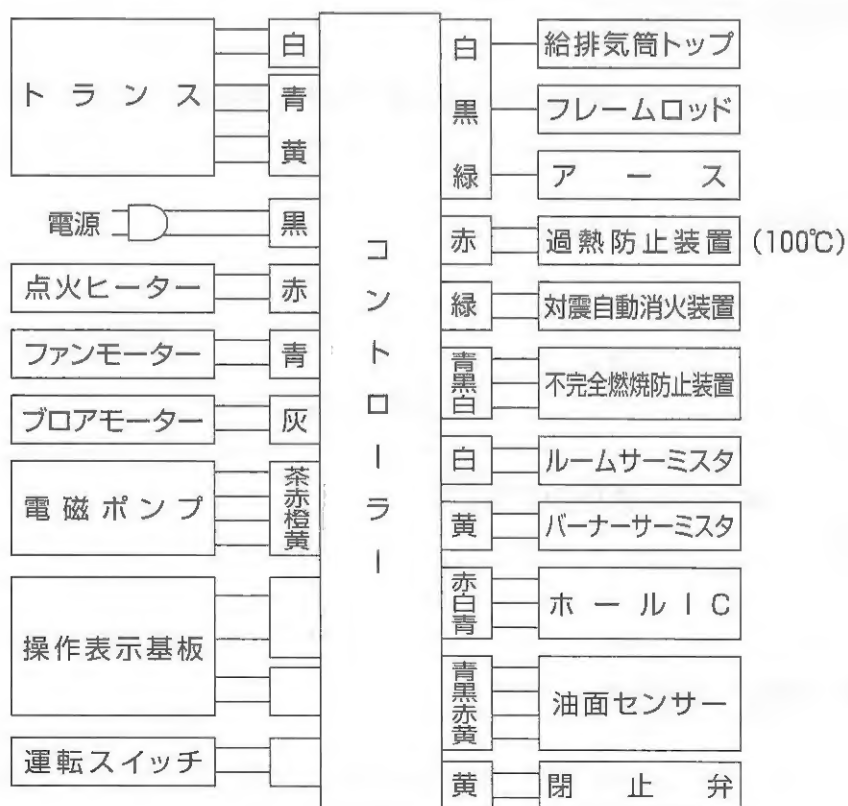 トランス
白
青
黄
電源
黒
点火ヒーター
赤
ファンモーター
青
ブロアモーター
灰
電磁ポンプ
茶
赤
橙
黄
操作表示基板
運転スイッチ
コントローラー
白
給排気筒トップ
黒
フレームロッド
緑
アース
赤
過熱防止装置 (100℃)
緑
対震自動消火装置
青
黒
白
不完全燃焼防止装置
白
ルームサーミスタ
黄
バーナーサーミスタ
赤
白
青
ホールIC
青
黒
赤
黄
油面センサー
黄
閉止弁